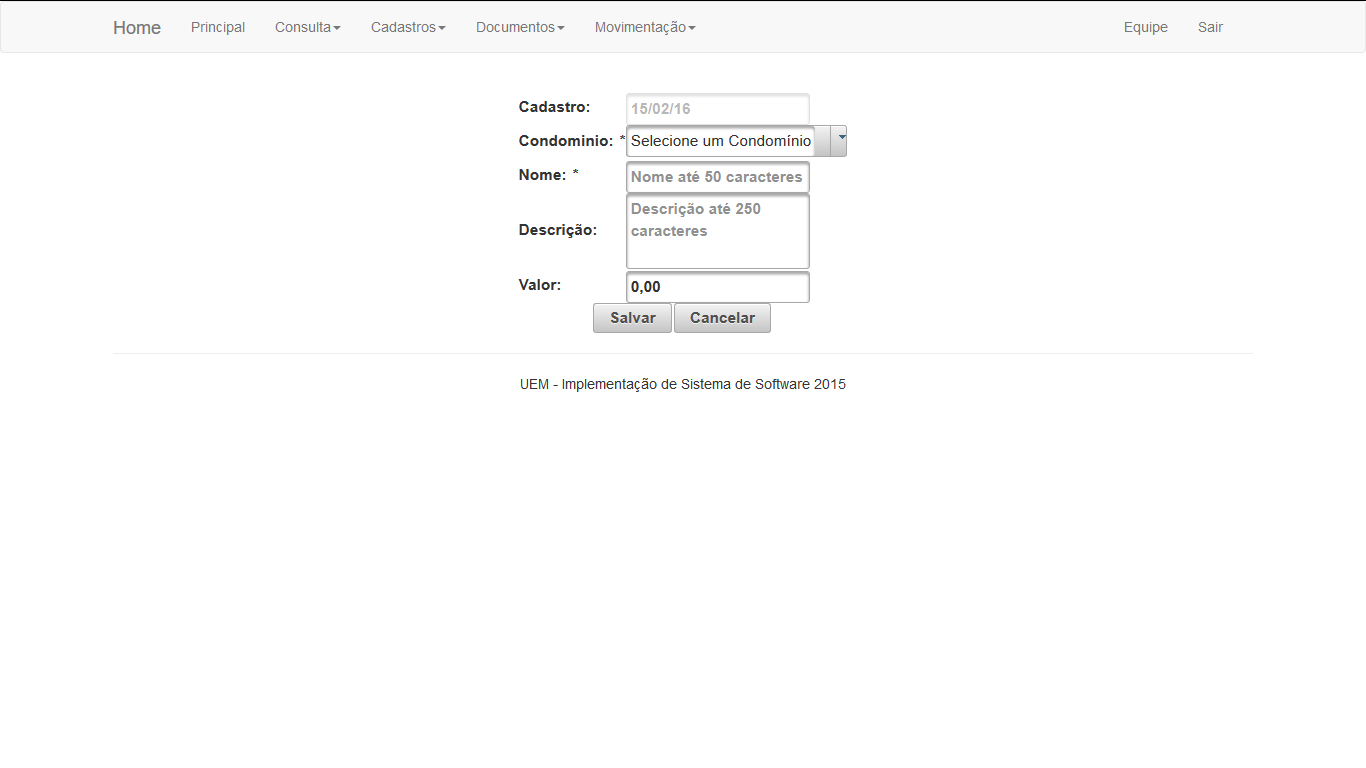 Home Principal Consulta Cadastros Documentos Movimentação Equipe Sair
Cadastro: 15/02/16
Condominio: * Selecione um Condomínio
Nome: * Nome até 50 caracteres
Descrição: Descrição até 250
caracteres
Valor: 0,00
Salvar Cancelar
UEM - Implementação de Sistema de Software 2015